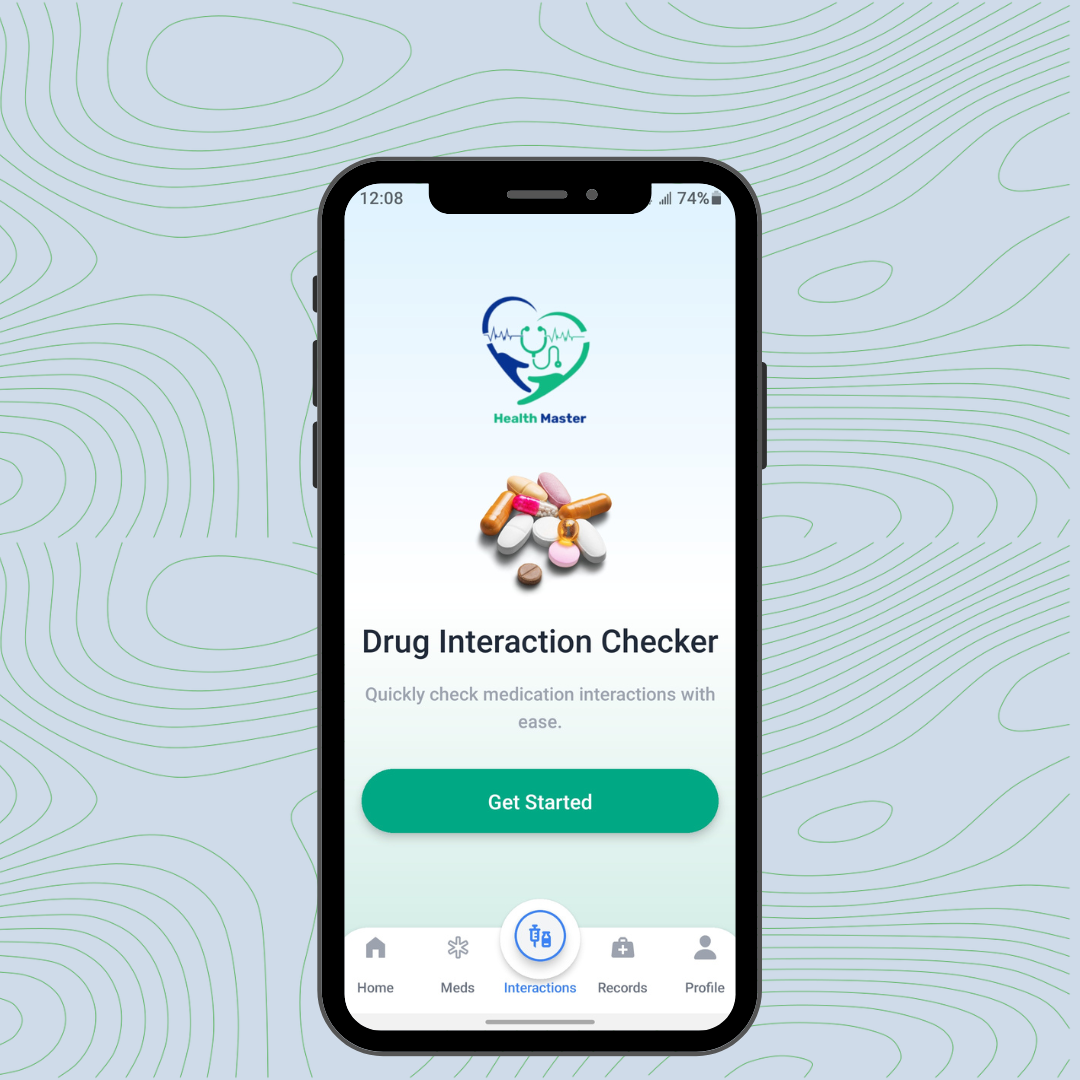 12:08
74%
Health Master
Drug Interaction Checker
Quickly check medication interactions with
ease.
Get Started
Home
Meds
Interactions
Records
Profile